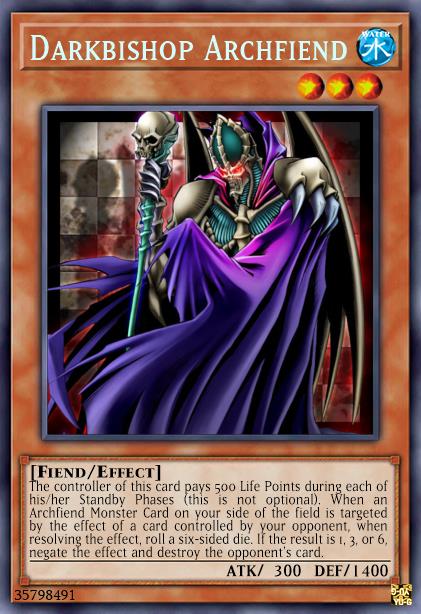 DARKBISHOP ARCHFIEND
WATER
水
[FIEND/EFFECT]
The controller of this card pays 500 Life Points during each of
his/her Standby Phases (this is not optional). When an
Archfiend Monster Card on your side of the field is targeted
by the effect of a card controlled by your opponent, when
resolving the effect, roll a six-sided die. If the result is 1, 3, or 6,
negate the effect and destroy the opponent's card.
ATK/ 300 DEF/1400
35798491